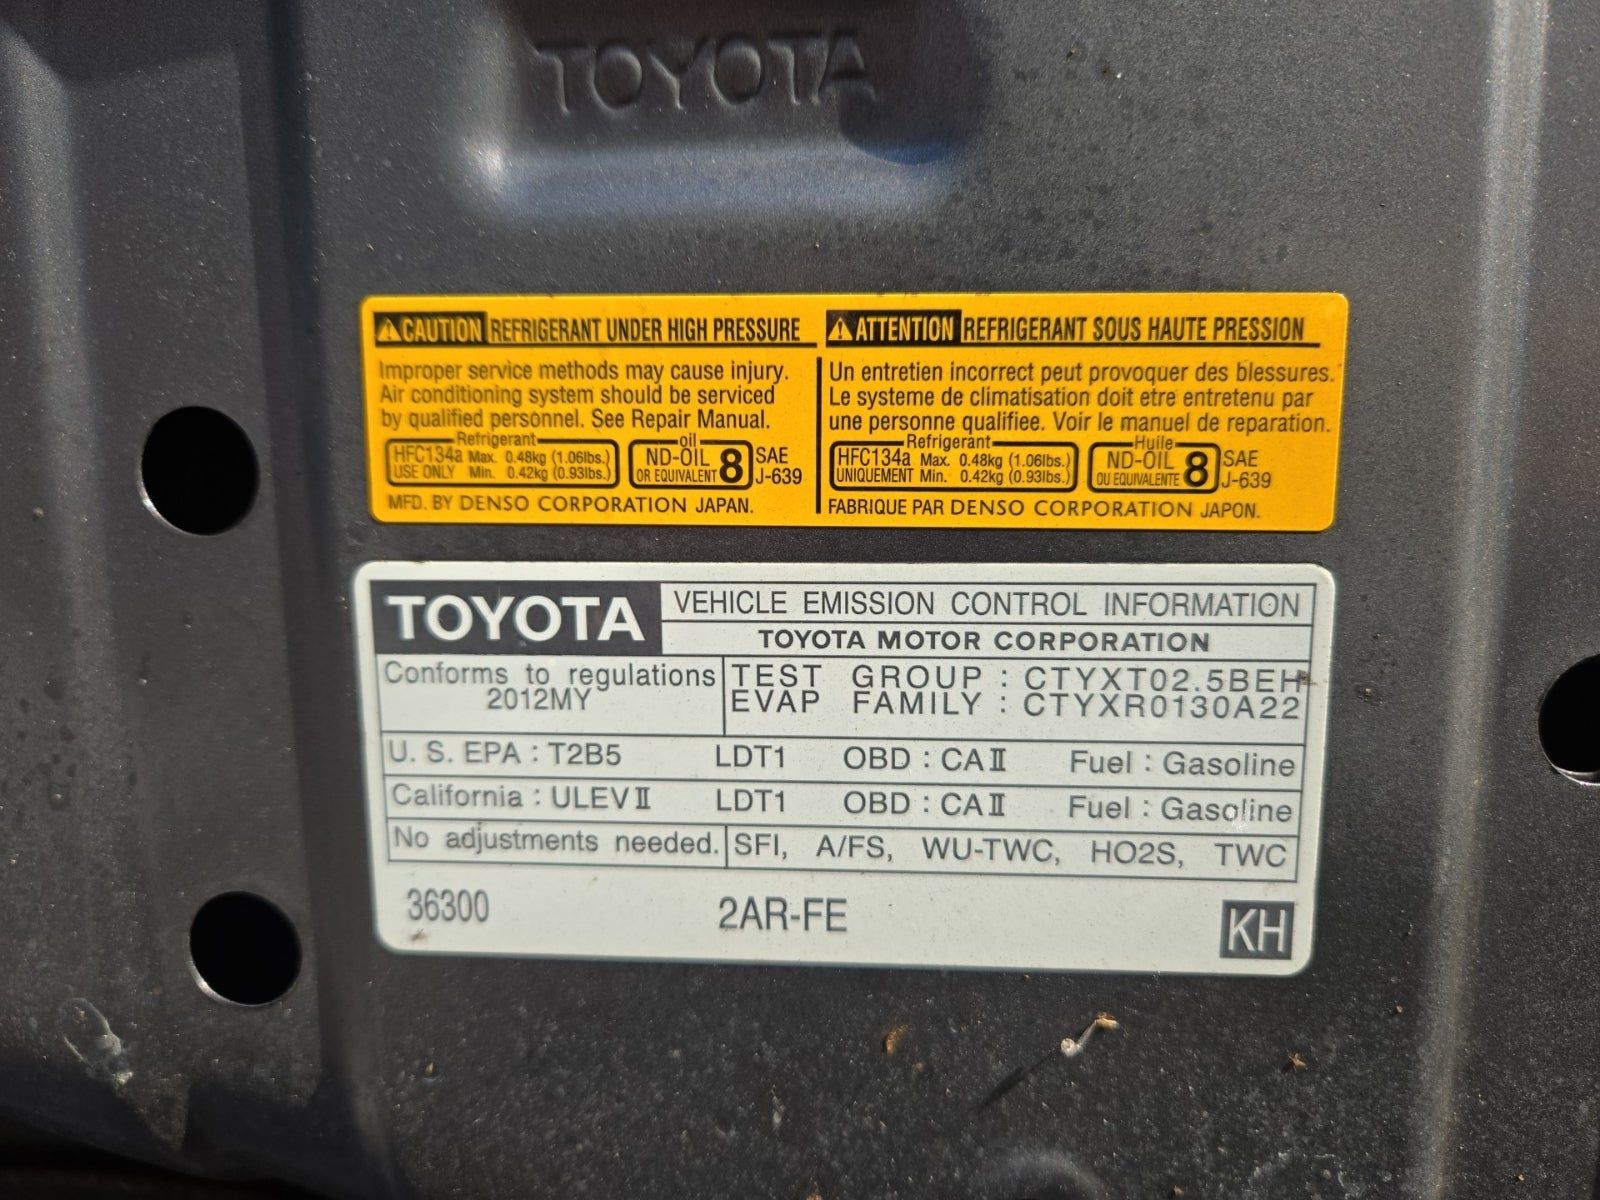 TOYOTA
CAUTION REFRIGERANT UNDER HIGH PRESSURE
Improper service methods may cause injury.
Air conditioning system should be serviced
by qualified personnel. See Repair Manual.
Refrigerant
HFC134a Max. 0.48kg (1.06lbs.)
USE ONLY Min. 0.42kg (0.93lbs.)
oil
ND-OIL 8
OR EQUIVALENT
SAE
J-639
MFD. BY DENSO CORPORATION JAPAN.
ATTENTION REFRIGERANT SOUS HAUTE PRESSION
Un entretien incorrect peut provoquer des blessures.
Le systeme de climatisation doit etre entretenu par
une personne qualifiee. Voir le manuel de reparation.
Refrigerant
HFC134a Max. 0.48kg (1.06lbs.)
UNIQUEMENT Min. 0.42kg (0.93lbs.)
Huile
ND-OIL 8
OU EQUIVALENTE
SAE
J-639
FABRIQUE PAR DENSO CORPORATION JAPON.
TOYOTA VEHICLE EMISSION CONTROL INFORMATION
TOYOTA MOTOR CORPORATION
Conforms to regulations
2012MY
TEST GROUP : CTYXT02.5BEH
EVAP FAMILY : CTYXR0130A22
U. S. EPA : T2B5 LDT1 OBD : CAⅡ Fuel : Gasoline
California : ULEVⅡ LDT1 OBD : CAⅡ Fuel : Gasoline
No adjustments needed. SFI, A/FS, WU-TWC, HO2S, TWC
36300 2AR-FE KH